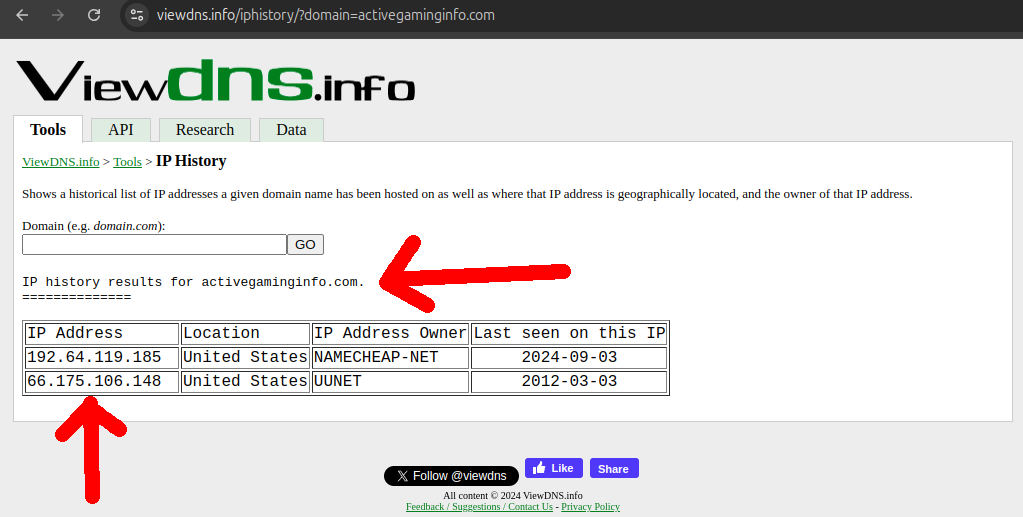 viewdns.info/iphistory/?domain=activegaminginfo.com
Viewdns.info
Tools API Research Data
ViewDNS.info > Tools > IP History
Shows a historical list of IP addresses a given domain name has been hosted on as well as where that IP address is geographically located, and the owner of that IP address.
Domain (e.g. domain.com):
GO
IP history results for activegaminginfo.com.
==============
IP Address Location IP Address Owner Last seen on this IP
192.64.119.185 United States NAMECHEAP-NET 2024-09-03
66.175.106.148 United States UUNET 2012-03-03
X Follow @viewdns Like Share
All content © 2024 ViewDNS.info
Feedback / Suggestions / Contact Us - Privacy Policy